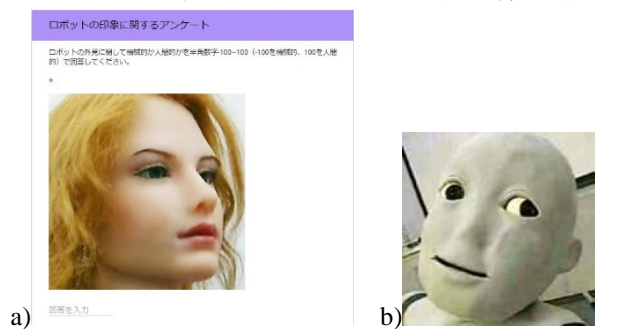 ロボットの印象に関するアンケート
ロボットの外見に関して機械的か人間的かを半角数字-100~100（-100を機械的、100を人間
的）で回答してください。
*
回答を入力
a)
b)